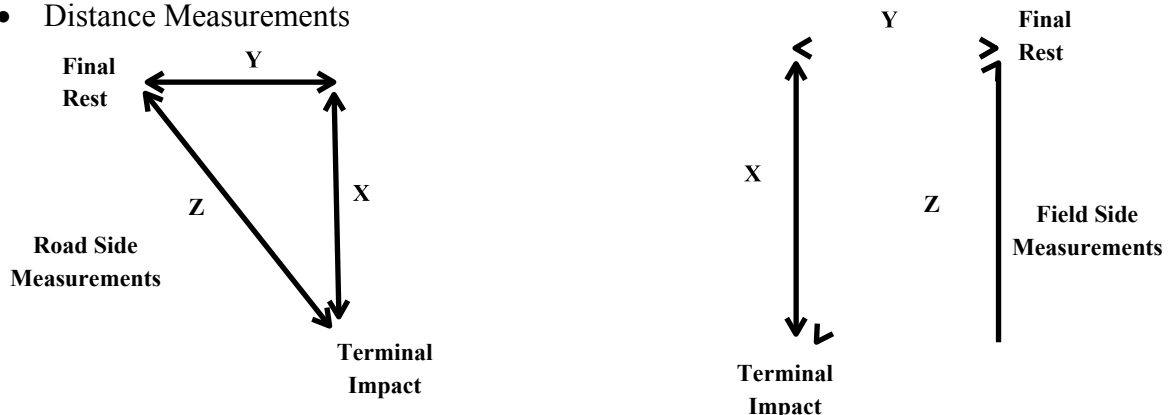 • Distance Measurements
Final
Rest
Y
Z
X
Road Side
Measurements
Terminal
Impact
Y
Final
Rest
X
Z
Field Side
Measurements
Terminal
Impact